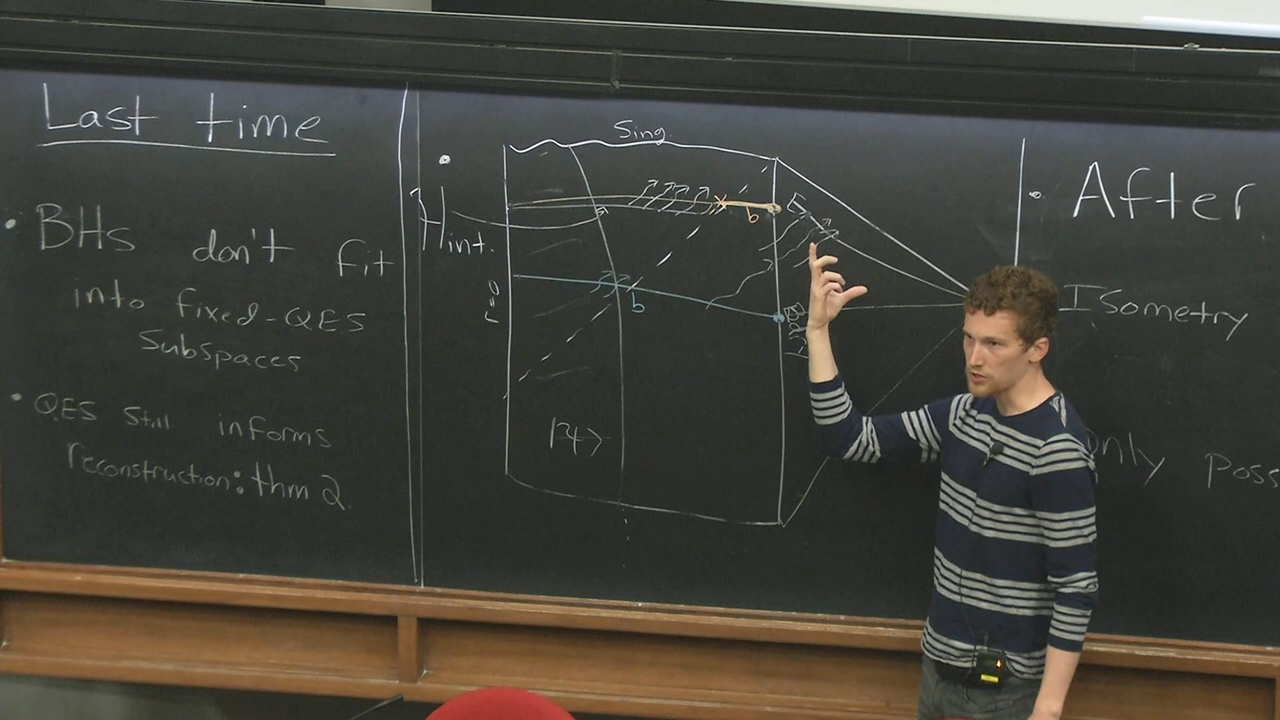 Last time
• BHs don't fit
into fixed-QES
Subspaces
• QES Still informs
reconstruction: thm 2
Sing.
Hint.
r=0
b
b
|ψ>
• After
Isometry
only poss